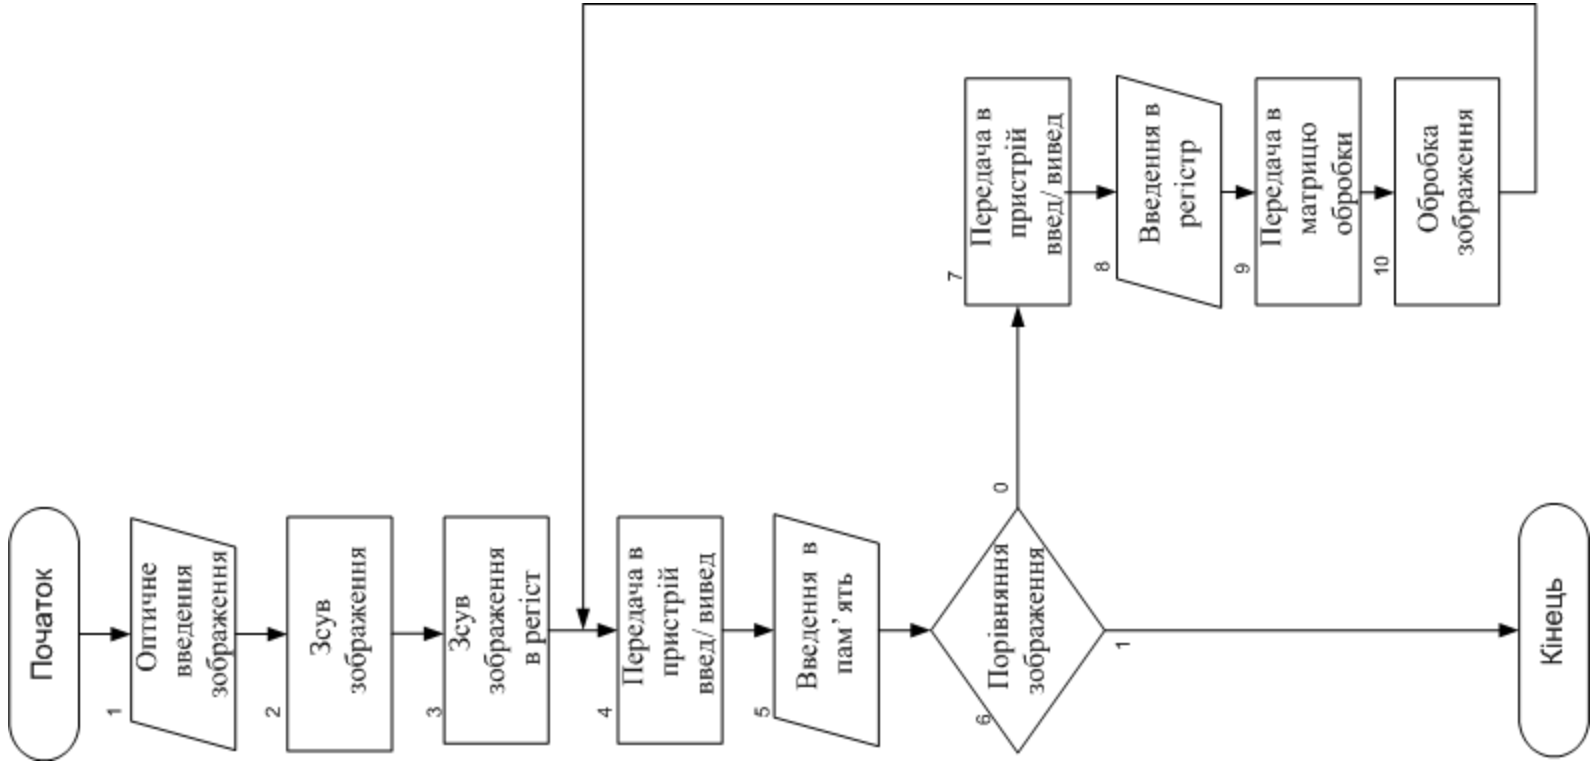 Початок
1
Оптичне
введення
зображення
2
Зсув
зображення
3
Зсув
зображення
в регіст
4
Передача в
пристрій
введ/ вивед
5
Введення в
пам’ ять
6
Порівняння
зображення
0
1
7
Передача в
пристрій
введ/ вивед
8
Введення в
регістр
9
Передача в
матрицю
обробки
10
Обробка
зображення
Кінець